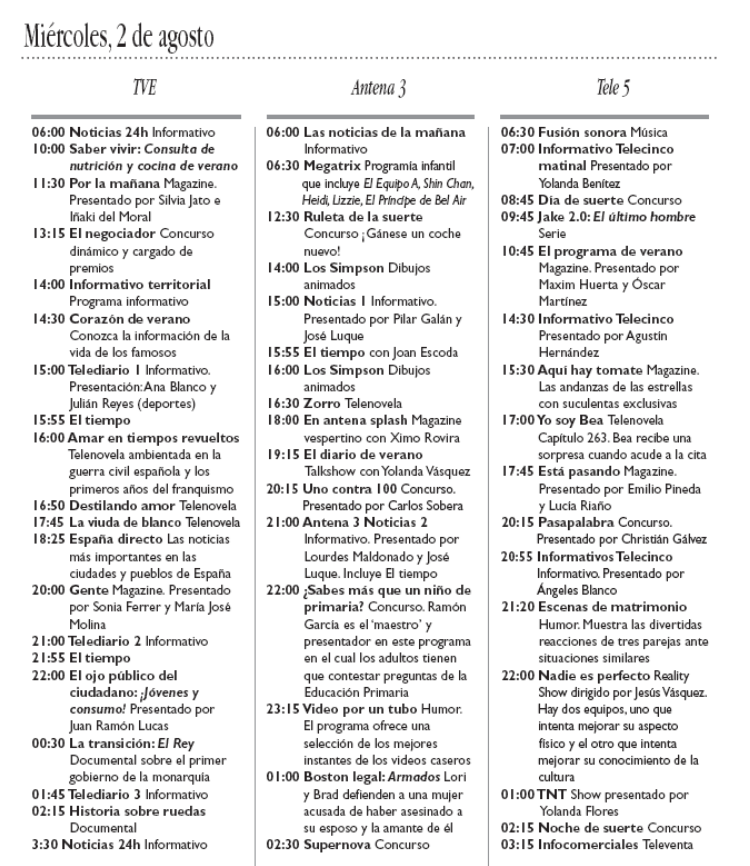 Miércoles, 2 de agosto
TVE
06:00 Noticias 24h Informativo
10:00 Saber vivir: Consulta de
nutrición y cocina de verano
11:30 Por la mañana Magazine.
Presentado por Silvia Jato e
Iñaki del Moral
13:15 El negociador Concurso
dinámico y cargado de
premios
14:00 Informativo territorial
Programa informativo
14:30 Corazón de verano
Conozca la información de la
vida de los famosos
15:00 Telediario 1 Informativo.
Presentación: Ana Blanco y
Julián Reyes (deportes)
15:55 El tiempo
16:00 Amar en tiempos revueltos
Telenovela ambientada en la
guerra civil española y los
primeros años del franquismo
16:50 Destilando amor Telenovela
17:45 La viuda de blanco Telenovela
18:25 España directo Las noticias
más importantes en las
ciudades y pueblos de España
20:00 Gente Magazine. Presentado
por Sonia Ferrer y María José
Molina
21:00 Telediario 2 Informativo
21:55 El tiempo
22:00 El ojo público del
ciudadano: ¡Jóvenes y
consumo! Presentado por
Juan Ramón Lucas
00:30 La transición: El Rey
Documental sobre el primer
gobierno de la monarquía
01:45 Telediario 3 Informativo
02:15 Historia sobre ruedas
Documental
3:30 Noticias 24h Informativo
Antena 3
06:00 Las noticias de la mañana
Informativo
06:30 Megatrix Programía infantil
que incluye El Equipo A, Shin Chan,
Heidi, Lizzie, El Príncipe de Bel Air
12:30 Ruleta de la suerte
Concurso ¡Gánese un coche
nuevo!
14:00 Los Simpson Dibujos
animados
15:00 Noticias 1 Informativo.
Presentado por Pilar Galán y
José Luque
15:55 El tiempo con Joan Escoda
16:00 Los Simpson Dibujos
animados
16:30 Zorro Telenovela
18:00 En antena splash Magazine
vespertino con Ximo Rovira
19:15 El diario de verano
Talkshow con Yolanda Vásquez
20:15 Uno contra 100 Concurso.
Presentado por Carlos Sobera
21:00 Antena 3 Noticias 2
Informativo. Presentado por
Lourdes Maldonado y José
Luque. Incluye El tiempo
22:00 ¿Sabes más que un niño de
primaria? Concurso. Ramón
García es el ‘maestro’ y
presentador en este programa
en el cual los adultos tienen
que contestar preguntas de la
Educación Primaria
23:15 Video por un tubo Humor.
El programa ofrece una
selección de los mejores
instantes de los videos caseros
01:00 Boston legal: Armados Lori
y Brad defienden a una mujer
acusada de haber asesinado a
su esposo y la amante de él
02:30 Supernova Concurso
Tele 5
06:30 Fusión sonora Música
07:00 Informativo Telecinco
matinal Presentado por
Yolanda Benítez
08:45 Día de suerte Concurso
09:45 Jake 2.0: El último hombre
Serie
10:45 El programa de verano
Magazine. Presentado por
Maxim Huerta y Óscar
Martínez
14:30 Informativo Telecinco
Presentado por Agustín
Hernández
15:30 Aquí hay tomate Magazine.
Las andanzas de las estrellas
con suculentas exclusivas
17:00 Yo soy Bea Telenovela
Capítulo 263. Bea recibe una
sorpresa cuando acude a la cita
17:45 Está pasando Magazine.
Presentado por Emilio Pineda
y Lucía Riaño
20:15 Pasapalabra Concurso.
Presentado por Christián Gálvez
20:55 Informativos Telecinco
Informativo. Presentado por
Ángeles Blanco
21:20 Escenas de matrimonio
Humor. Muestra las divertidas
reacciones de tres parejas ante
situaciones similares
22:00 Nadie es perfecto Reality
Show dirigido por Jesús Vásquez.
Hay dos equipos, uno que
intenta mejorar su aspecto
físico y el otro que intenta
mejorar su conocimiento de la
cultura
01:00 TNT Show presentado por
Yolanda Flores
02:15 Noche de suerte Concurso
03:15 Infocomerciales Televenta